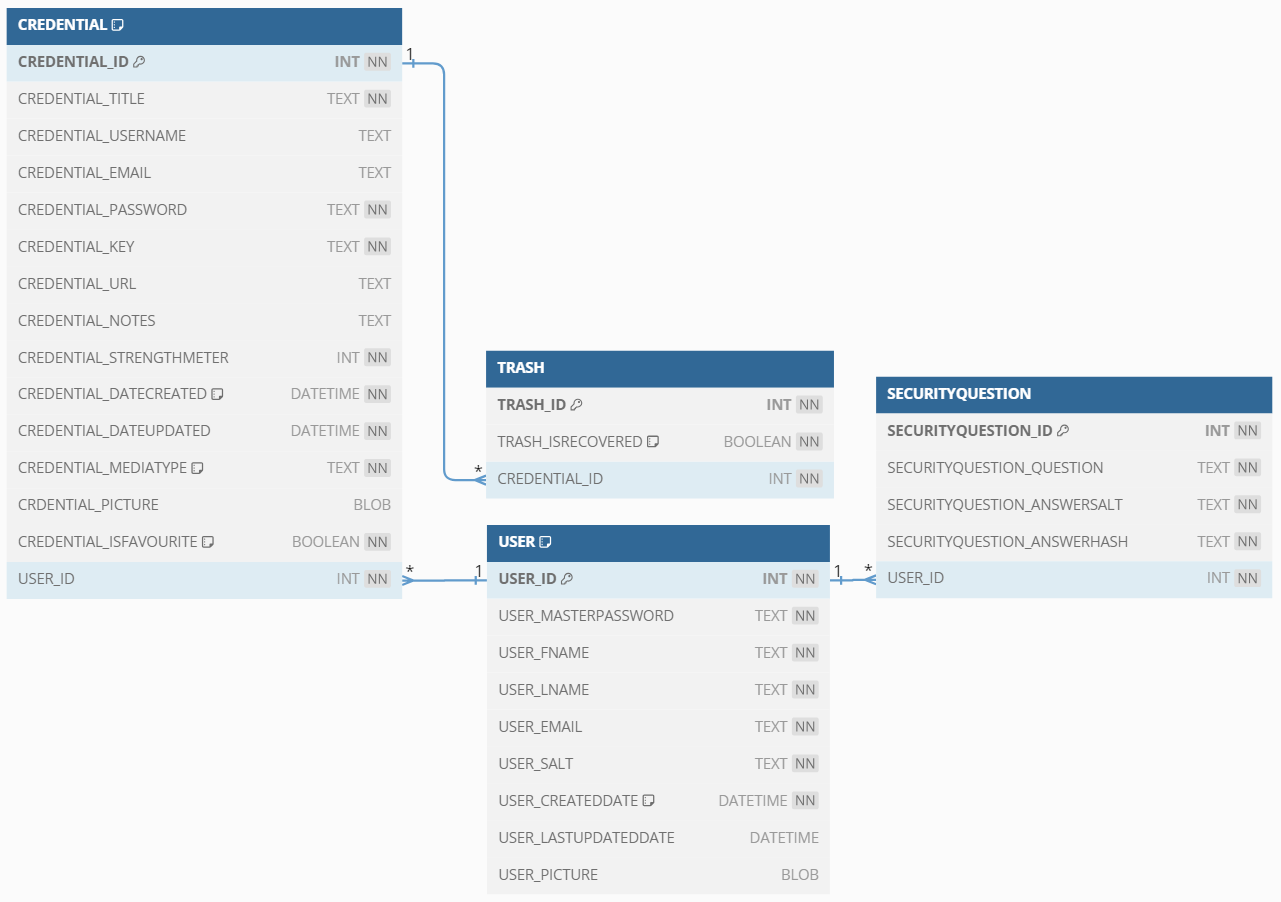 CREDENTIAL
CREDENTIAL_ID INT NN
CREDENTIAL_TITLE TEXT NN
CREDENTIAL_USERNAME TEXT
CREDENTIAL_EMAIL TEXT
CREDENTIAL_PASSWORD TEXT NN
CREDENTIAL_KEY TEXT NN
CREDENTIAL_URL TEXT
CREDENTIAL_NOTES TEXT
CREDENTIAL_STRENGTHMETER INT NN
CREDENTIAL_DATECREATED DATETIME NN
CREDENTIAL_DATEUPDATED DATETIME NN
CREDENTIAL_MEDIATYPE TEXT NN
CRDENTIAL_PICTURE BLOB
CREDENTIAL_ISFAVOURITE BOOLEAN NN
USER_ID INT NN
1
*
TRASH
TRASH_ID INT NN
TRASH_ISRECOVERED BOOLEAN NN
CREDENTIAL_ID INT NN
*
1
USER
USER_ID INT NN
USER_MASTERPASSWORD TEXT NN
USER_FNAME TEXT NN
USER_LNAME TEXT NN
USER_EMAIL TEXT NN
USER_SALT TEXT NN
USER_CREATEDDATE DATETIME NN
USER_LASTUPDATEDDATE DATETIME
USER_PICTURE BLOB
1
*
SECURITYQUESTION
SECURITYQUESTION_ID INT NN
SECURITYQUESTION_QUESTION TEXT NN
SECURITYQUESTION_ANSWERSALT TEXT NN
SECURITYQUESTION_ANSWERHASH TEXT NN
USER_ID INT NN